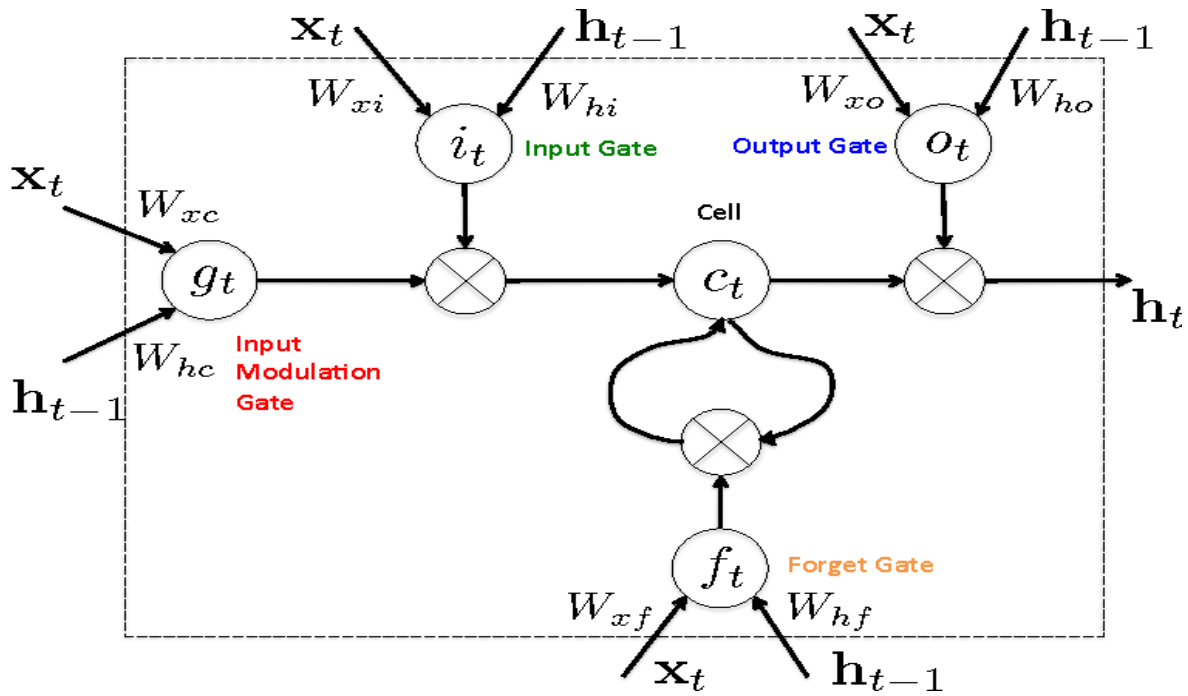 x_t h_{t-1} x_t h_{t-1}
W_{xi} W_{hi} W_{xo} W_{ho}
i_t Input Gate Output Gate o_t
x_t
W_{xc} Cell
g_t c_t
h_t
W_{hc} Input
Modulation
Gate
h_{t-1}
f_t Forget Gate
W_{xf} W_{hf}
x_t h_{t-1}